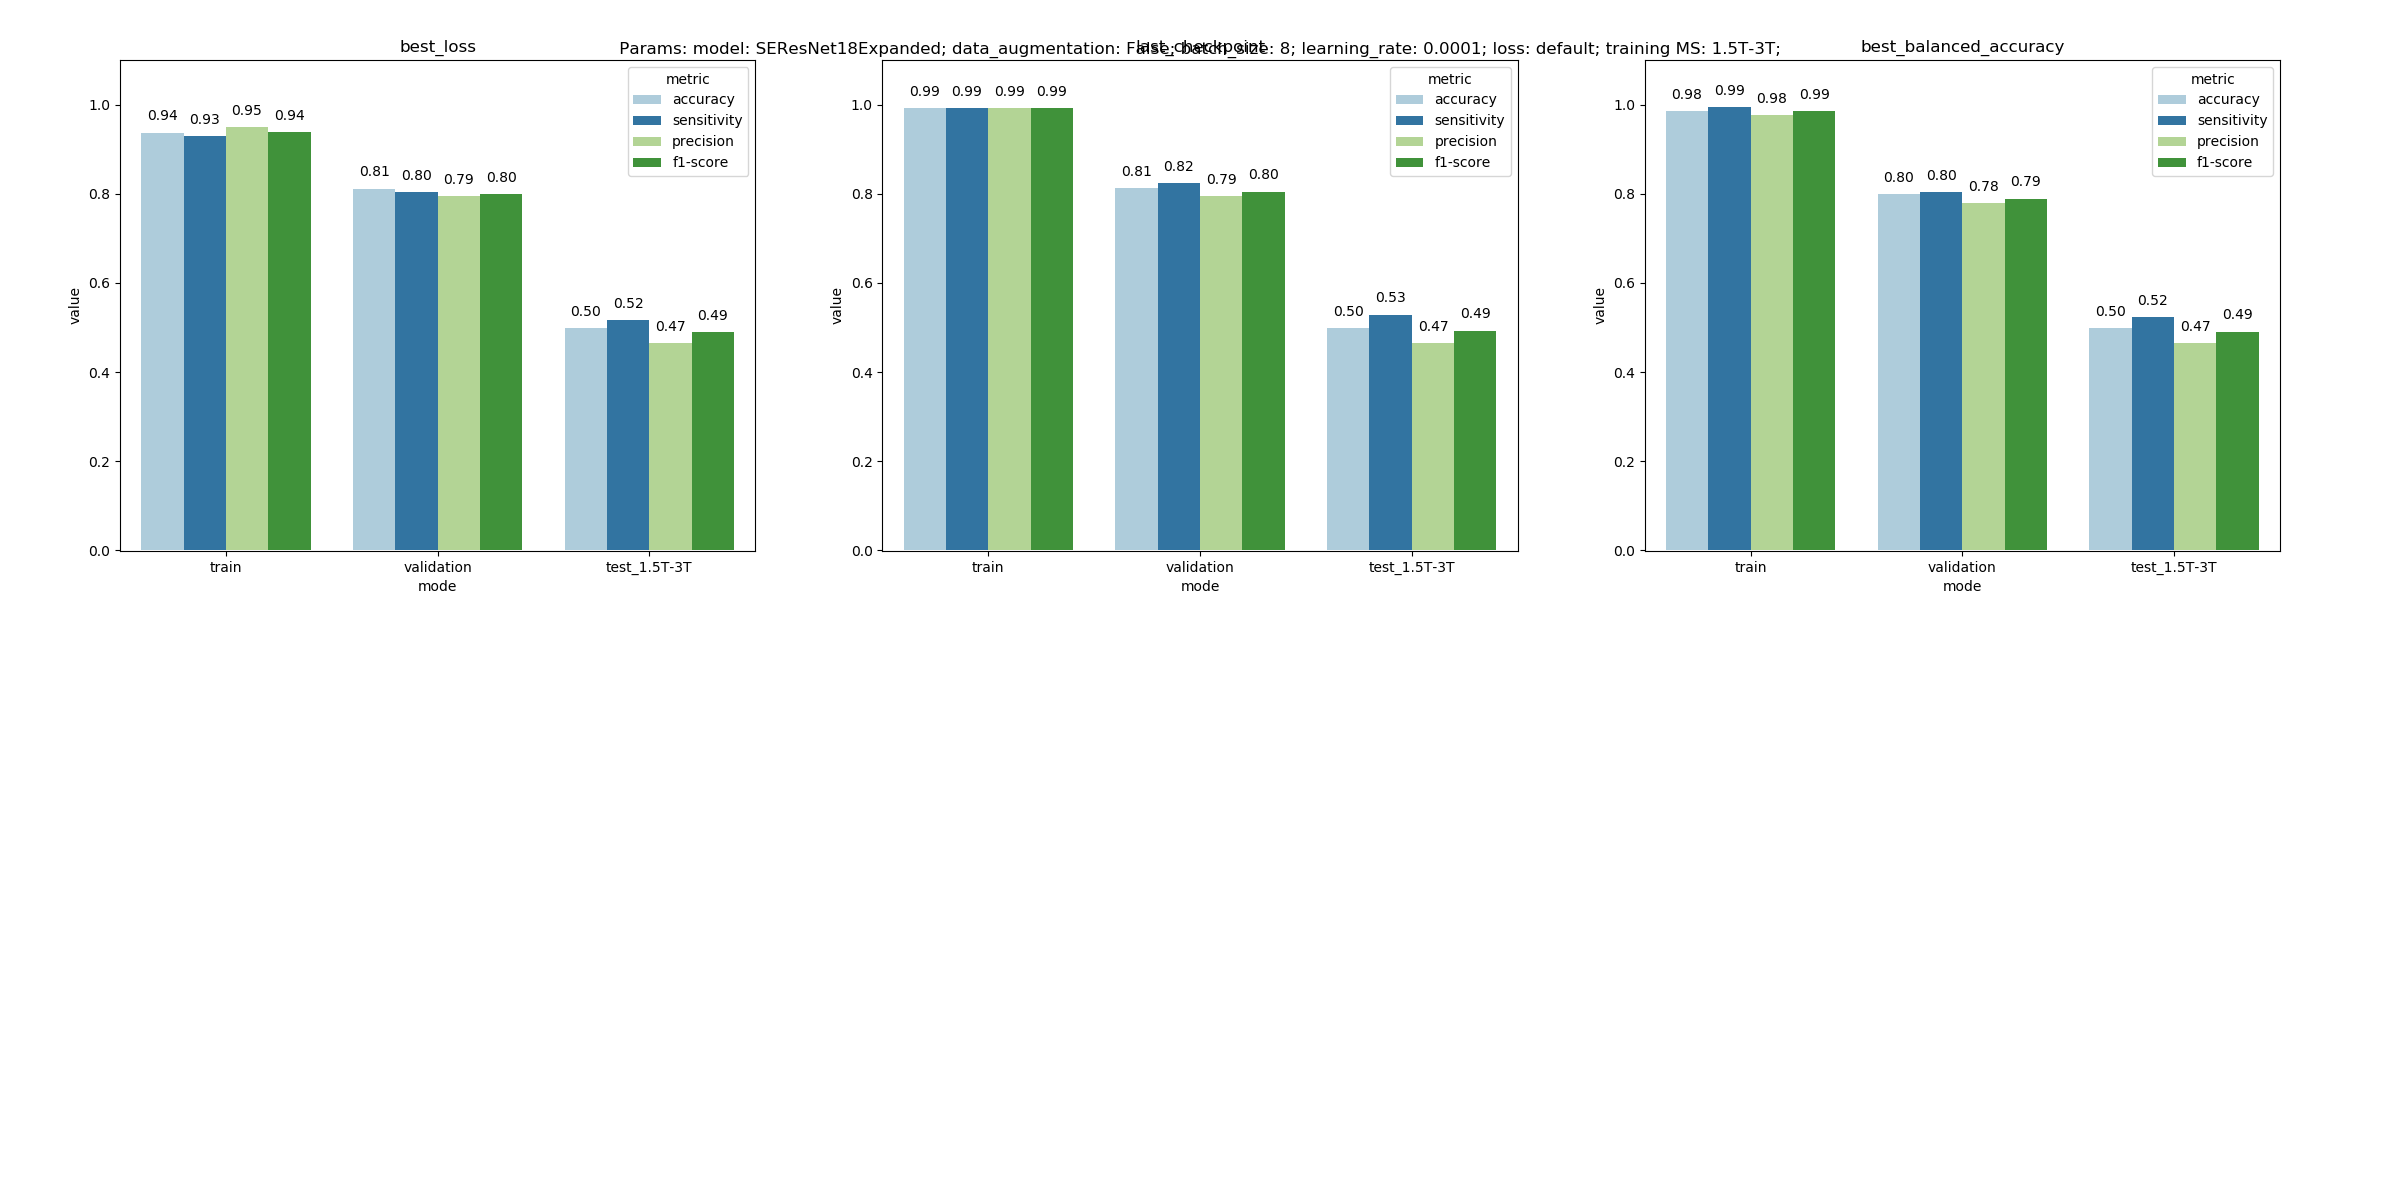 Params: model: SEResNet18Expanded; data_augmentation: False; batch_size: 8; learning_rate: 0.0001; loss: default; training MS: 1.5T-3T;
best_loss
metric
accuracy
sensitivity
precision
f1-score
0.94 0.93 0.95 0.94
0.81 0.80 0.79 0.80
0.50 0.52 0.47 0.49
1.0
0.8
0.6
0.4
0.2
0.0
value
train validation test_1.5T-3T
mode
last_checkpoint
metric
accuracy
sensitivity
precision
f1-score
0.99 0.99 0.99 0.99
0.81 0.82 0.79 0.80
0.50 0.53 0.47 0.49
1.0
0.8
0.6
0.4
0.2
0.0
value
train validation test_1.5T-3T
mode
best_balanced_accuracy
metric
accuracy
sensitivity
precision
f1-score
0.98 0.99 0.98 0.99
0.80 0.80 0.78 0.79
0.50 0.52 0.47 0.49
1.0
0.8
0.6
0.4
0.2
0.0
value
train validation test_1.5T-3T
mode